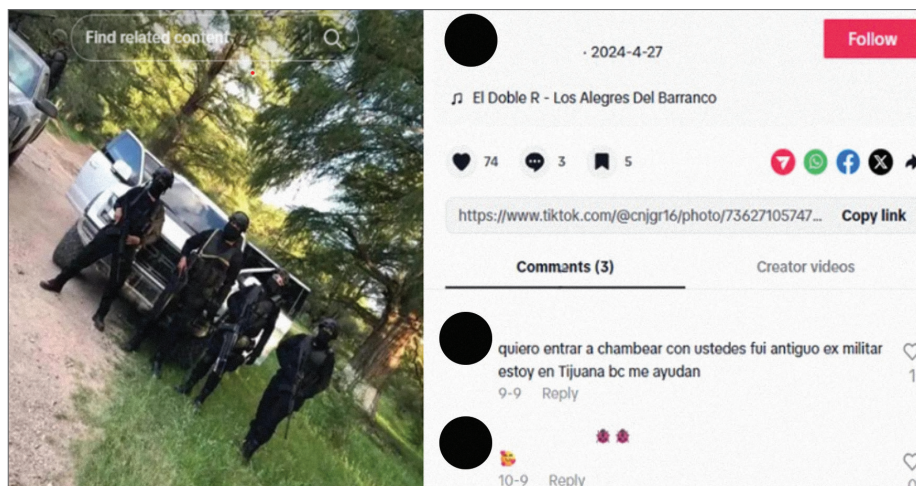 Find related content
· 2024-4-27
Follow
El Doble R - Los Alegres Del Barranco
74
3
5
https://www.tiktok.com/@cnjgr16/photo/73627105747...
Copy link
Comments (3)
Creator videos
quiero entrar a chambear con ustedes fui antiguo ex militar
estoy en Tijuana bc me ayudan
9-9 Reply
1
10-9 Reply